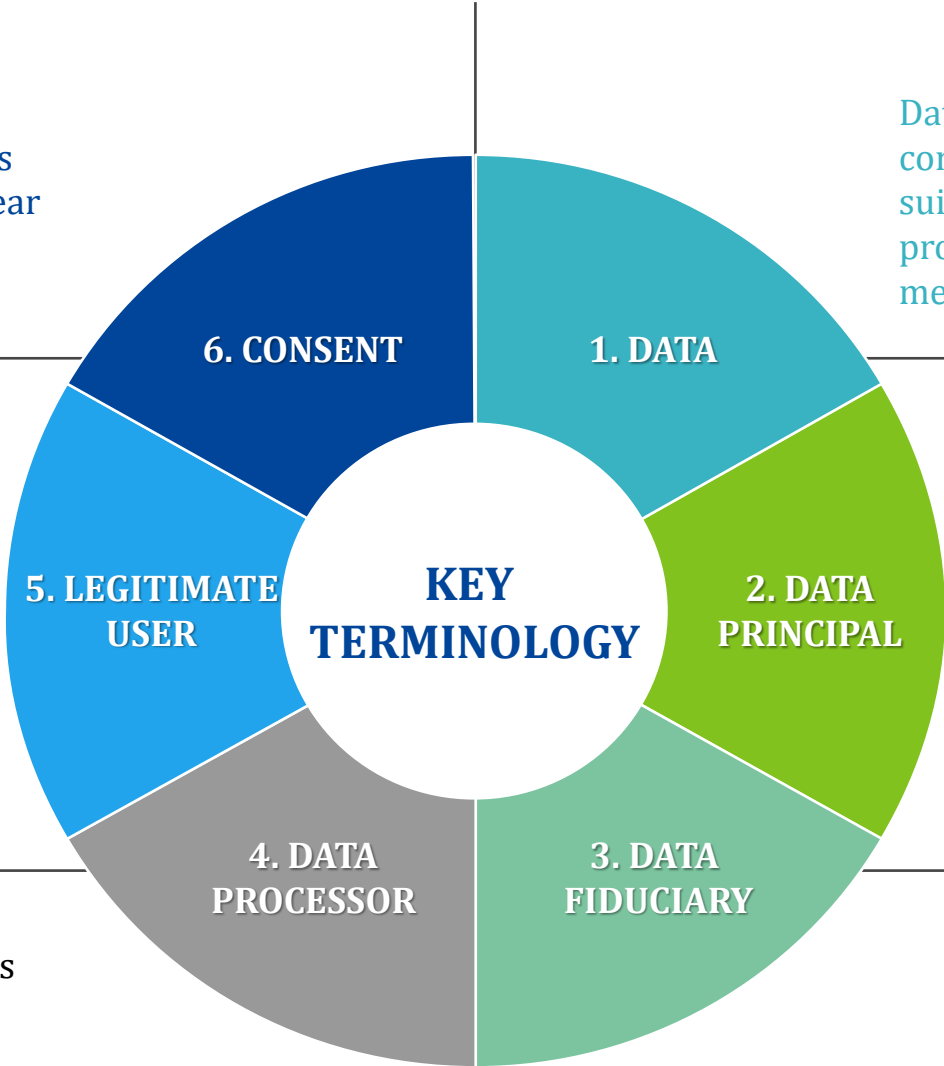 6. CONSENT
1. DATA
5. LEGITIMATE
USER
KEY
TERMINOLOGY
2. DATA
PRINCIPAL
4. DATA
PROCESSOR
3. DATA
FIDUCIARY